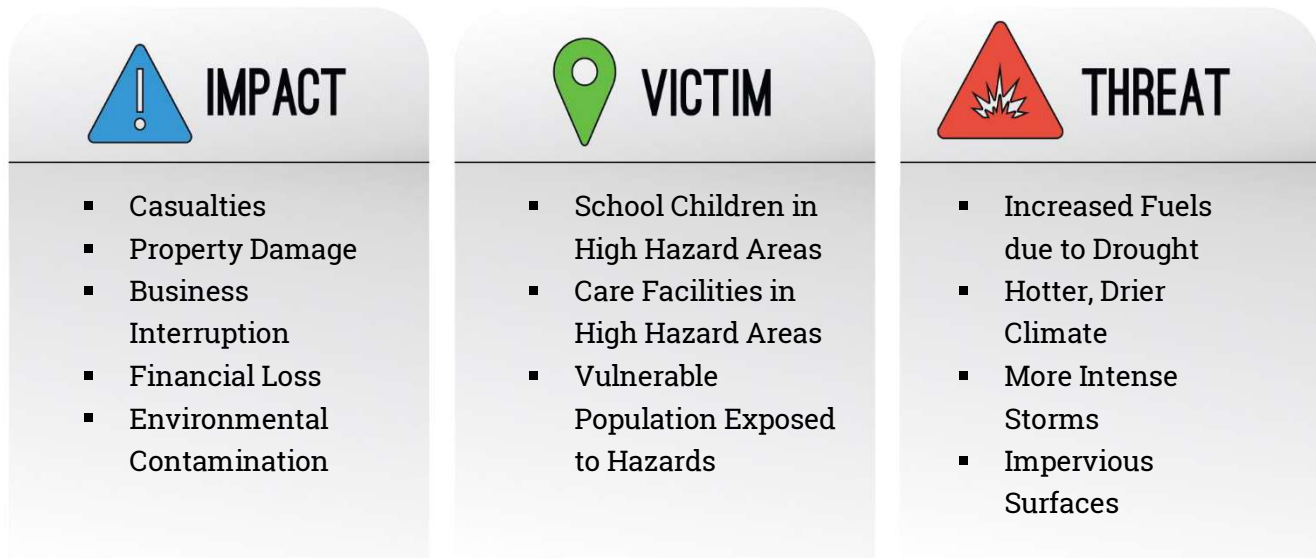 IMPACT
▪ Casualties
▪ Property Damage
▪ Business
Interruption
▪ Financial Loss
▪ Environmental
Contamination
VICTIM
▪ School Children in
High Hazard Areas
▪ Care Facilities in
High Hazard Areas
▪ Vulnerable
Population Exposed
to Hazards
THREAT
▪ Increased Fuels
due to Drought
▪ Hotter, Drier
Climate
▪ More Intense
Storms
▪ Impervious
Surfaces